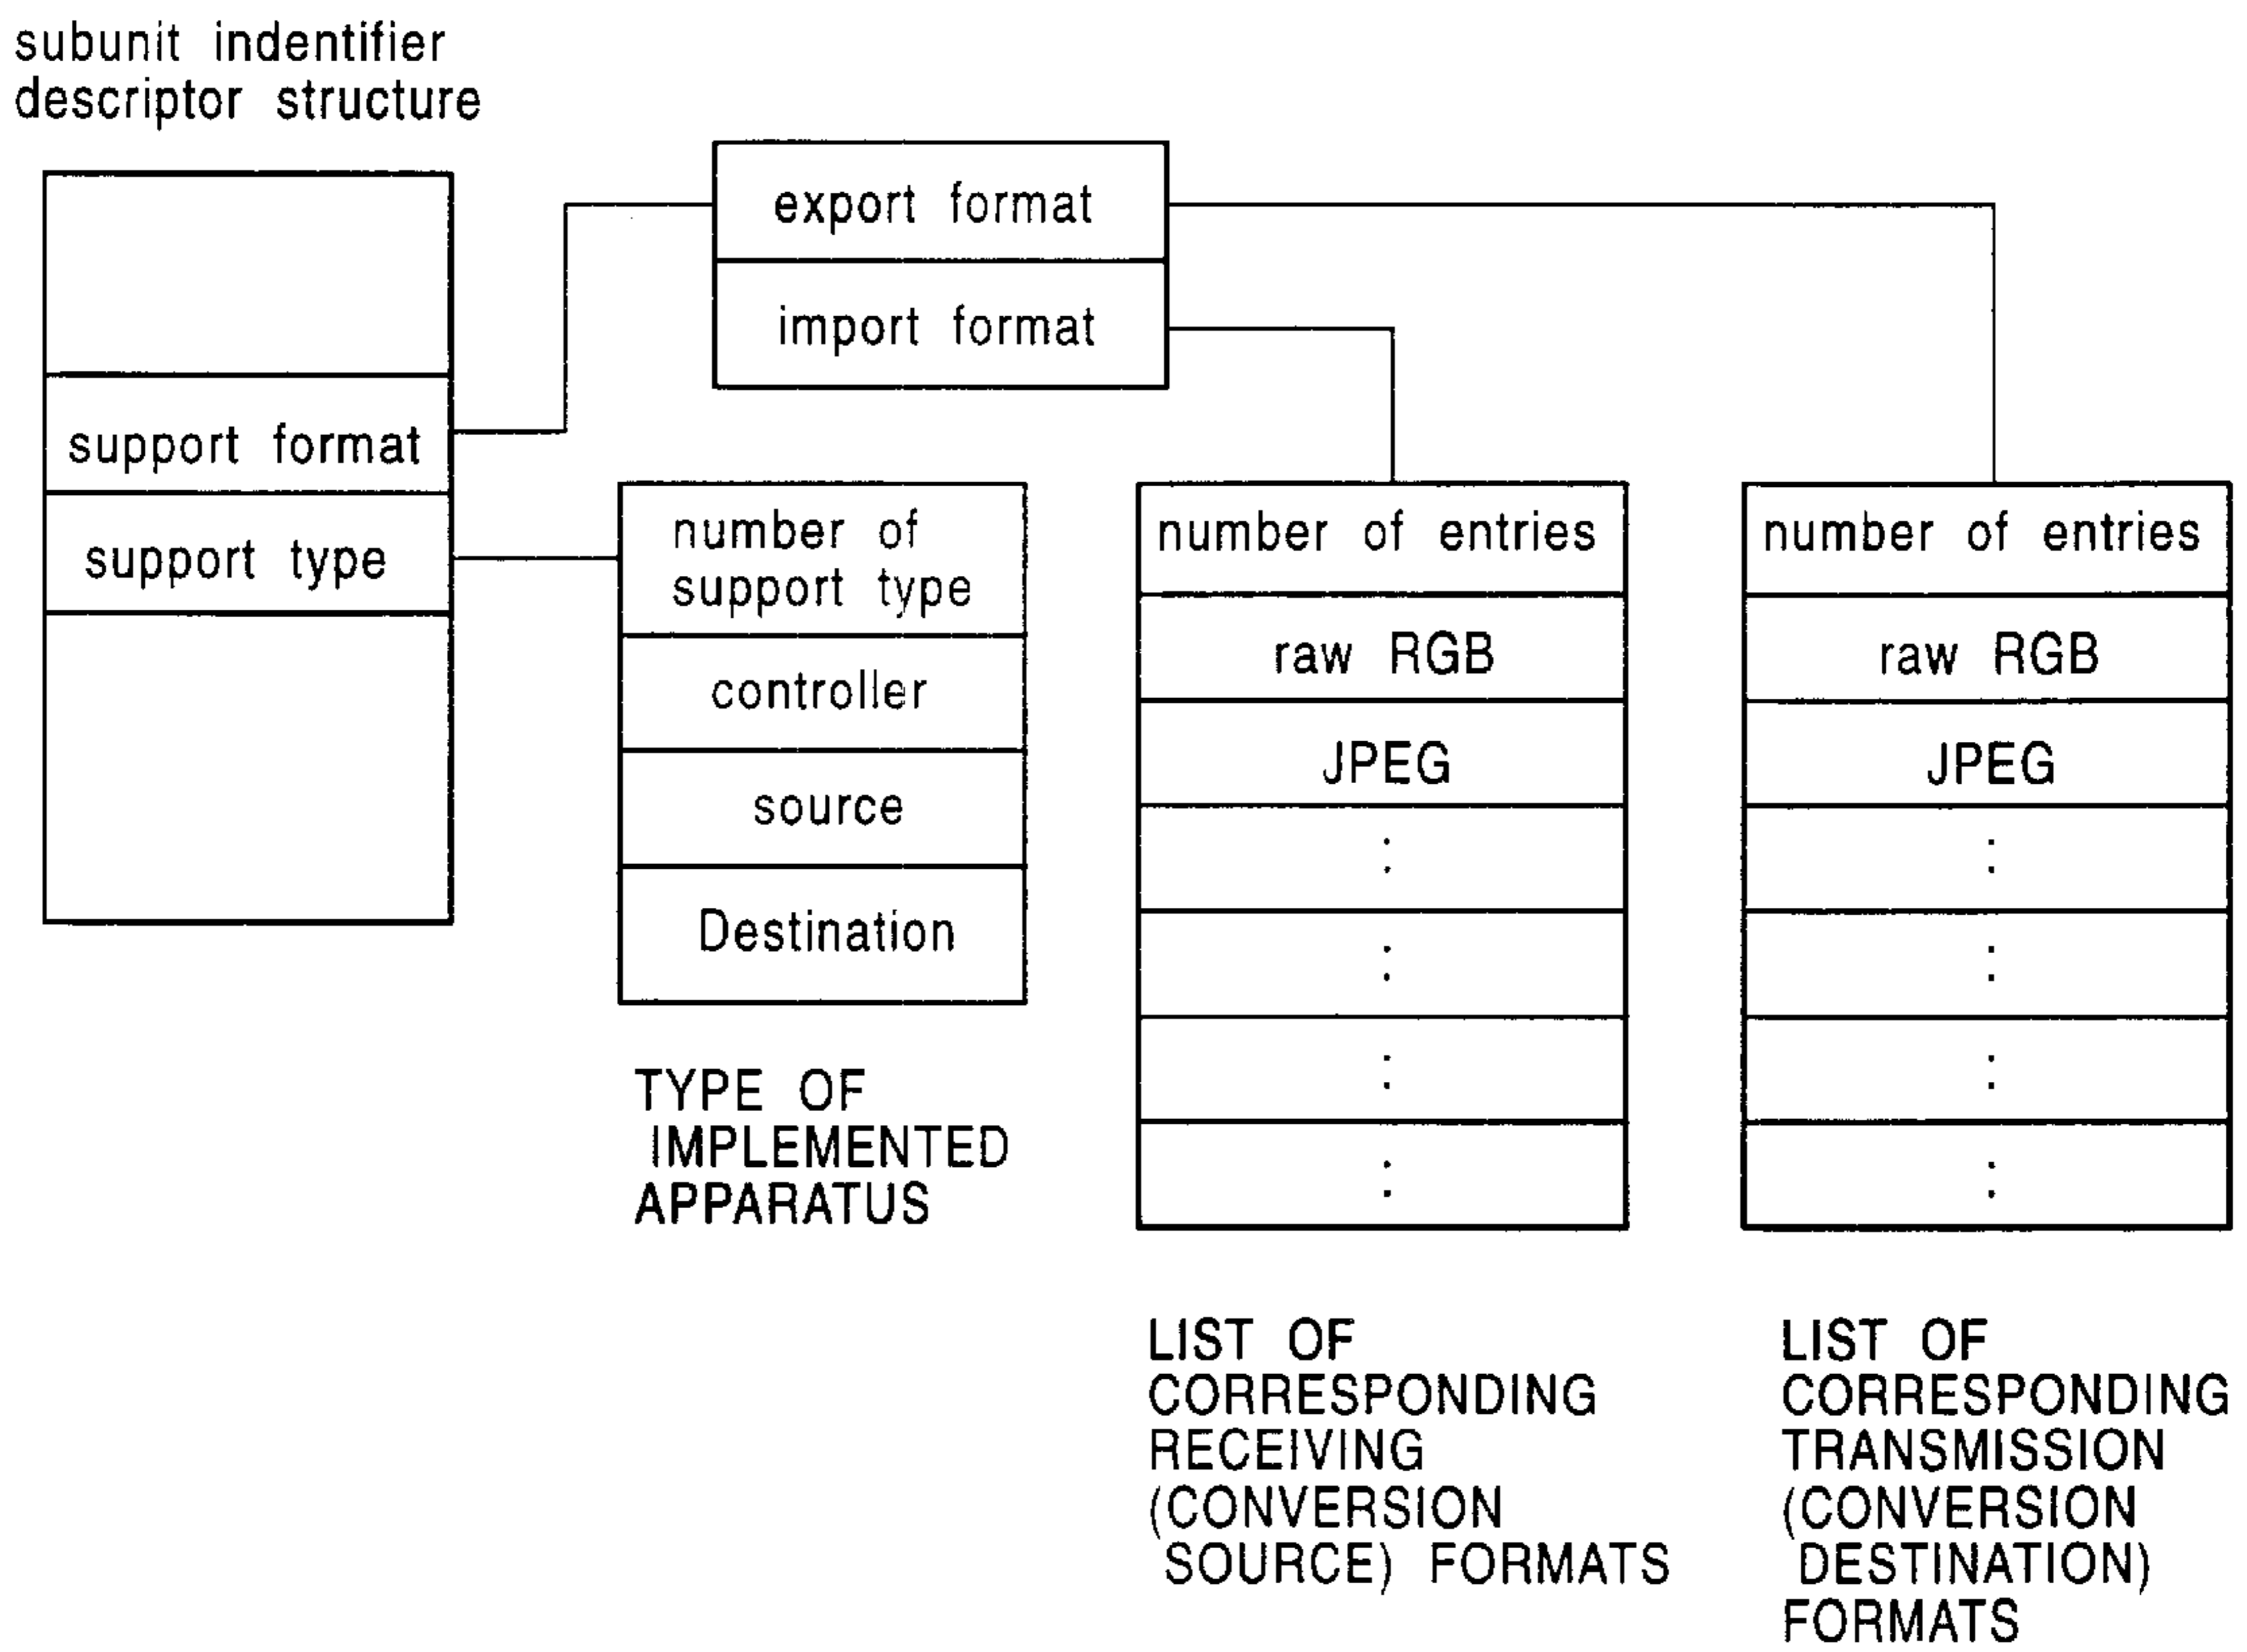 subunit indentifier
descriptor structure
support format
support type
export format
import format
number of
support type
controller
source
Destination
TYPE OF
IMPLEMENTED
APPARATUS
number of entries
raw RGB
JPEG
:
:
:
:
LIST OF
CORRESPONDING
RECEIVING
(CONVERSION
SOURCE) FORMATS
number of entries
raw RGB
JPEG
:
:
:
:
LIST OF
CORRESPONDING
TRANSMISSION
(CONVERSION
DESTINATION)
FORMATS